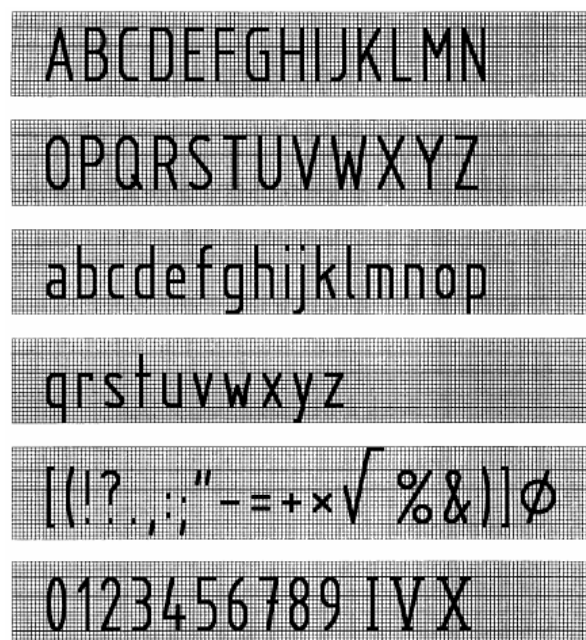 ABCDEFGHIJKLMN
OPQRSTUVWXYZ
abcdefghijklmnop
qrstuvwxyz
[(!?.,:;"-=+×√%&)]Ø
0123456789 IVX